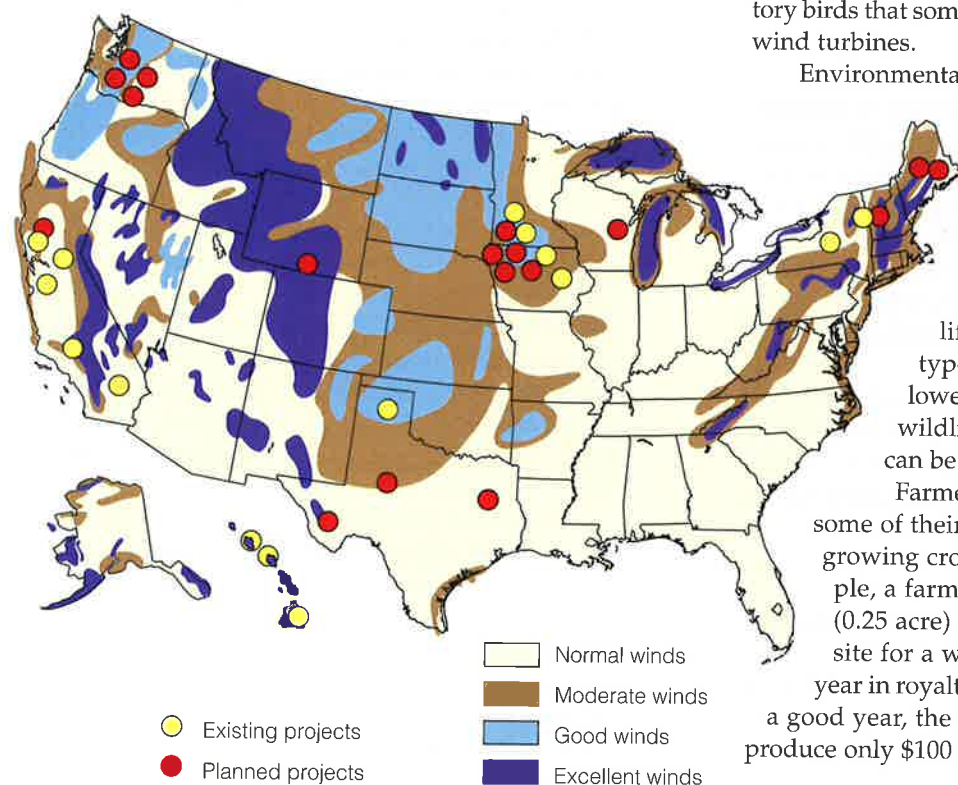 tory birds that som
wind turbines.
Environmenta
lif
typ
lowe
wildli
can be
Farme
some of their
growing cro
ple, a farm
(0.25 acre)
site for a w
year in royalt
a good year, the
produce only $100
Normal winds
Moderate winds
Good winds
Excellent winds
Existing projects
Planned projects